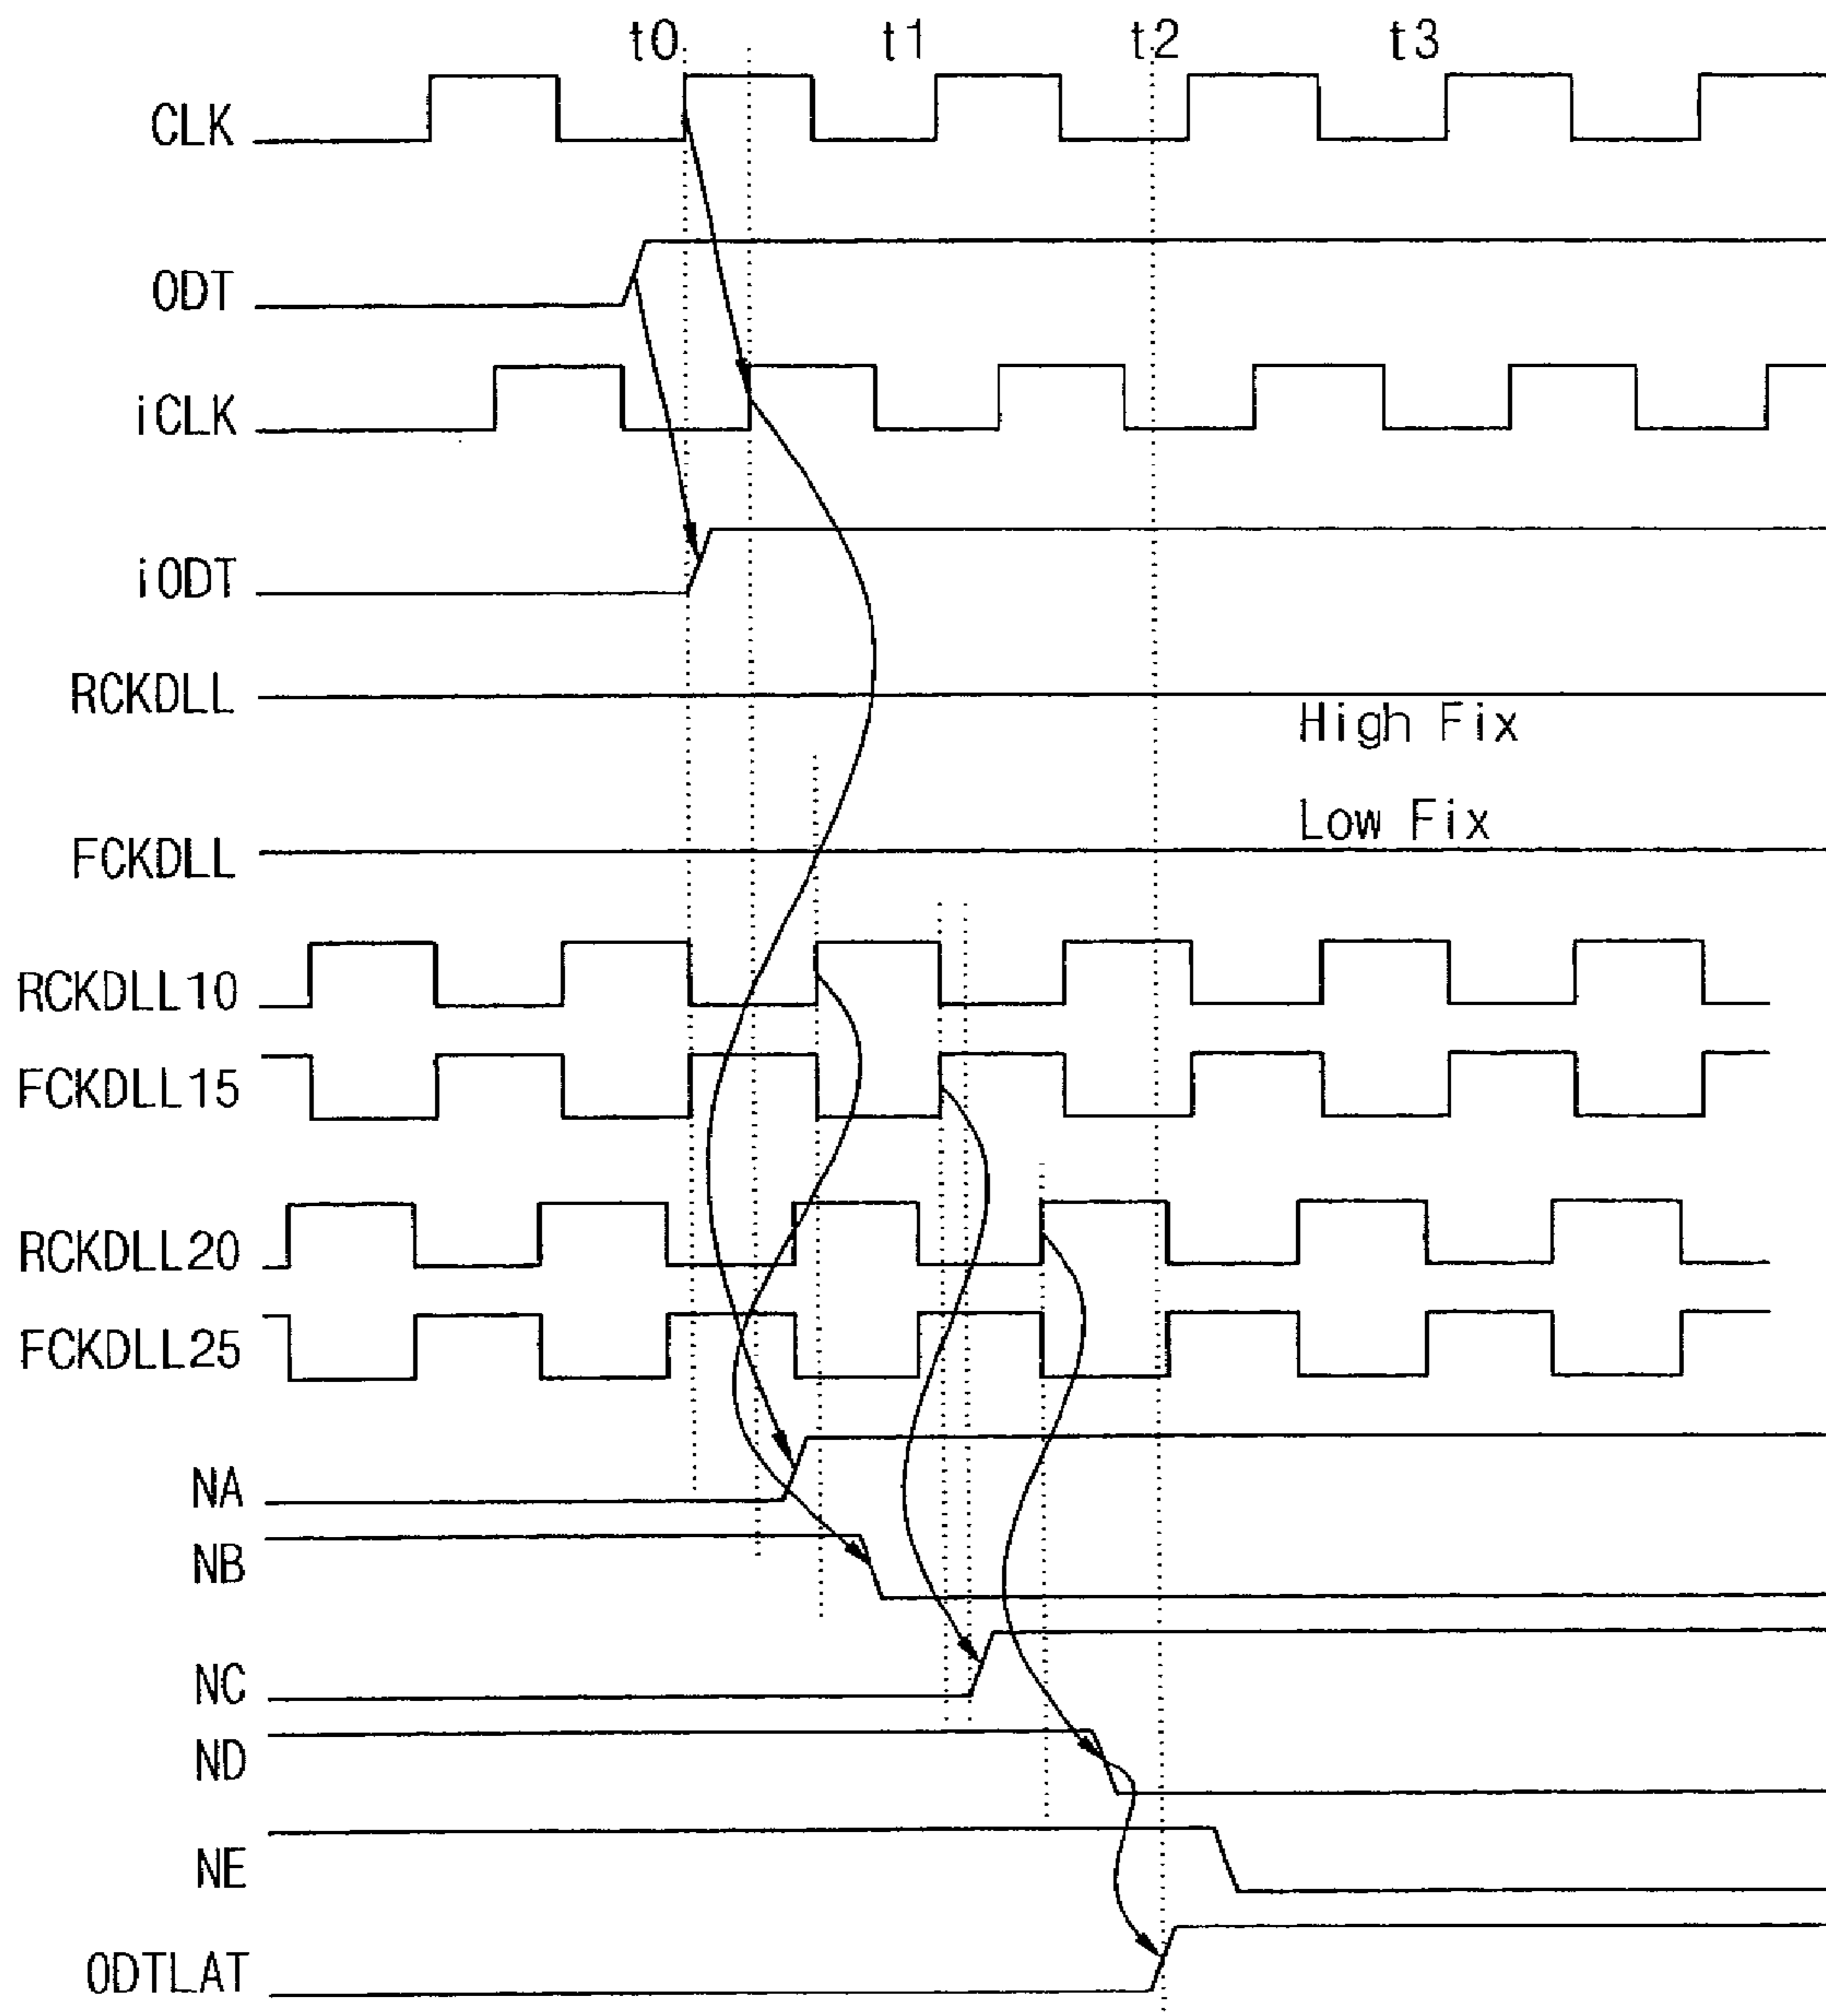 t0 t1 t2 t3
CLK
ODT
iCLK
iODT
RCKDLL
High Fix
Low Fix
FCKDLL
RCKDLL10
FCKDLL15
RCKDLL20
FCKDLL25
NA
NB
NC
ND
NE
ODTLAT